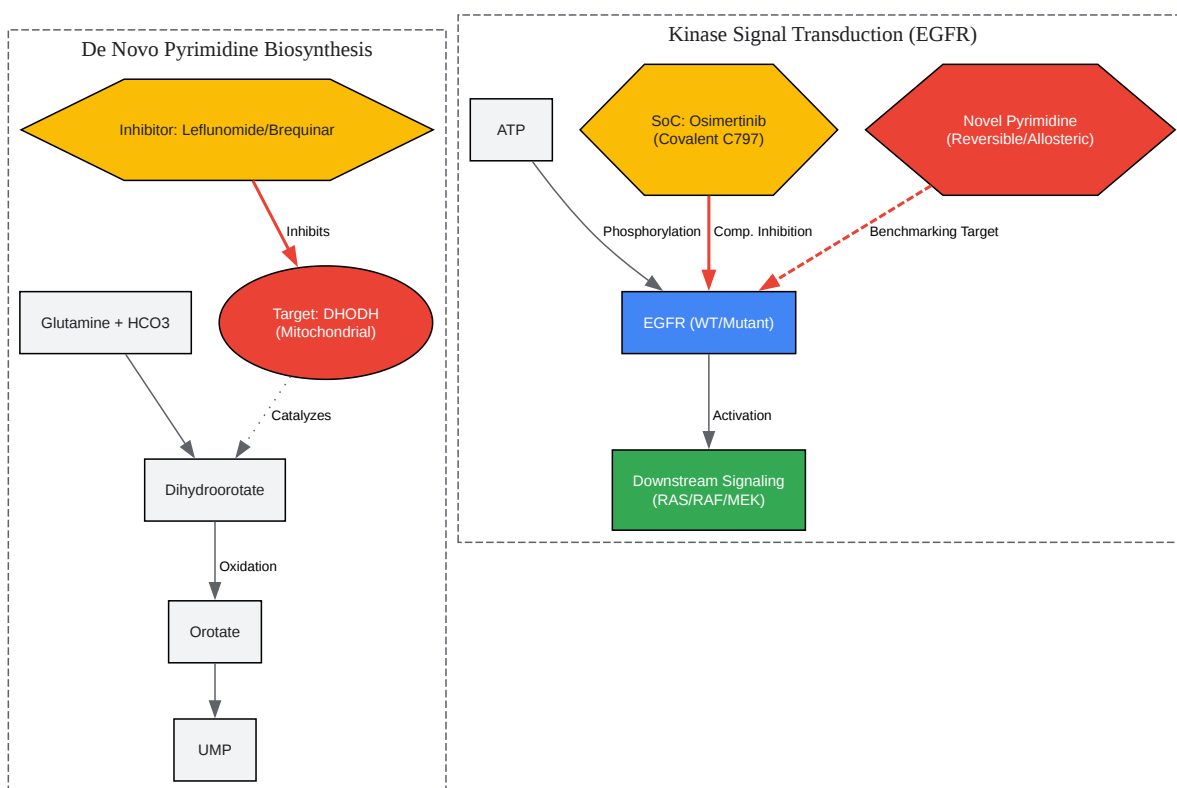 De Novo Pyrimidine Biosynthesis
Inhibitor: Leflunomide/Brequinar
Inhibits
Target: DHODH
(Mitochondrial)
Glutamine + HCO3
Catalyzes
Dihydroorotate
Oxidation
Orotate
UMP
Kinase Signal Transduction (EGFR)
ATP
SoC: Osimertinib
(Covalent C797)
Novel Pyrimidine
(Reversible/Allosteric)
Phosphorylation
Comp. Inhibition
Benchmarking Target
EGFR (WT/Mutant)
Activation
Downstream Signaling
(RAS/RAF/MEK)